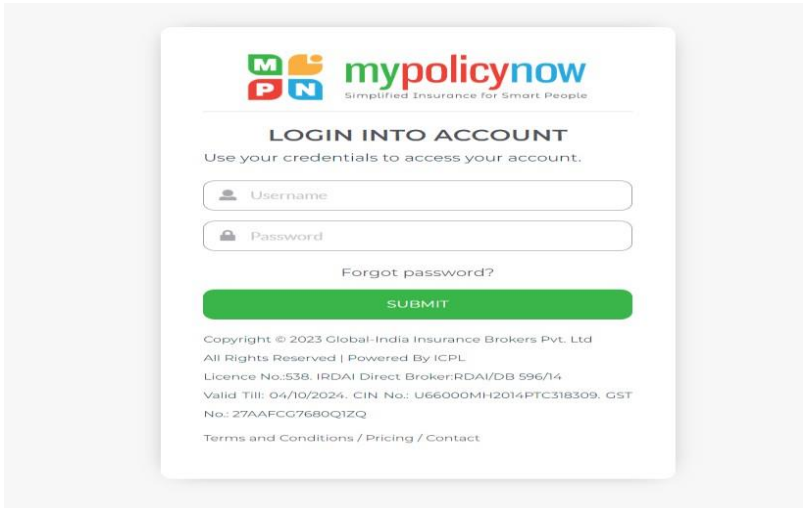 M
P N
mypolicynow
Simplified Insurance for Smart People
LOGIN INTO ACCOUNT
Use your credentials to access your account.
Username
Password
Forgot password?
SUBMIT
Copyright © 2023 Global-India Insurance Brokers Pvt. Ltd
All Rights Reserved | Powered By ICPL
Licence No.:538. IRDAI Direct Broker:RDAI/DB 596/14
Valid Till: 04/10/2024. CIN No.: U66000MH2014PTC318309. GST
No.: 27AAFCG7680Q1ZQ
Terms and Conditions / Pricing / Contact